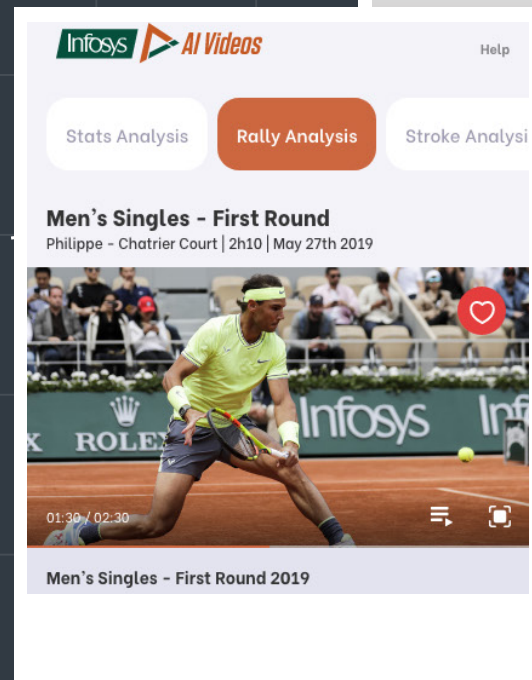 Infosys AI Videos
Help
Stats Analysis
Rally Analysis
Stroke Analysi
Men's Singles - First Round
Philippe - Chatrier Court | 2h10 | May 27th 2019
X ROLEX Infosys Inf
01:30 / 02:30
Men's Singles - First Round 2019